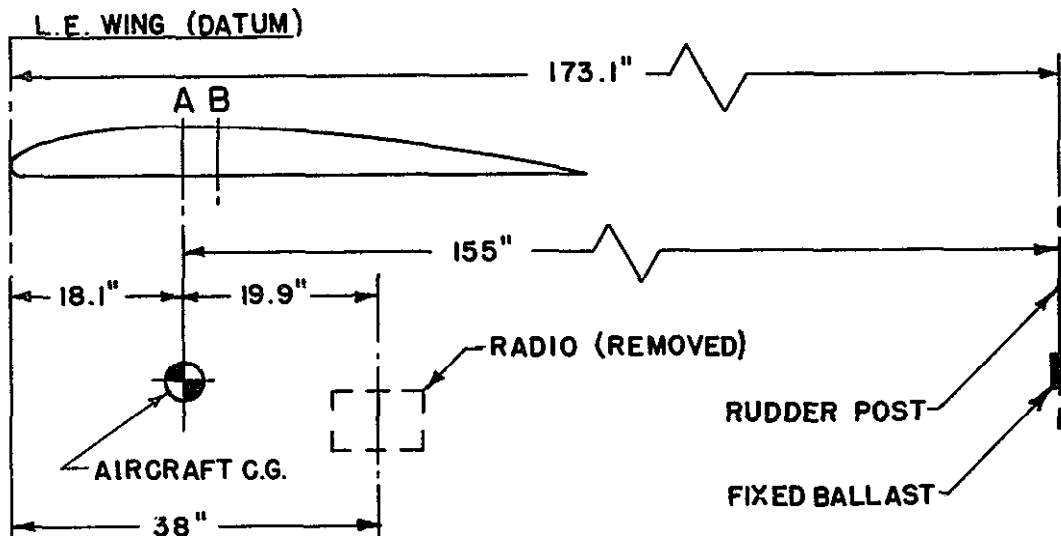 L.E. WING (DATUM)
173.1"
A B
155"
18.1"
19.9"
RADIO (REMOVED)
RUDDER POST
AIRCRAFT C.G.
FIXED BALLAST
38"